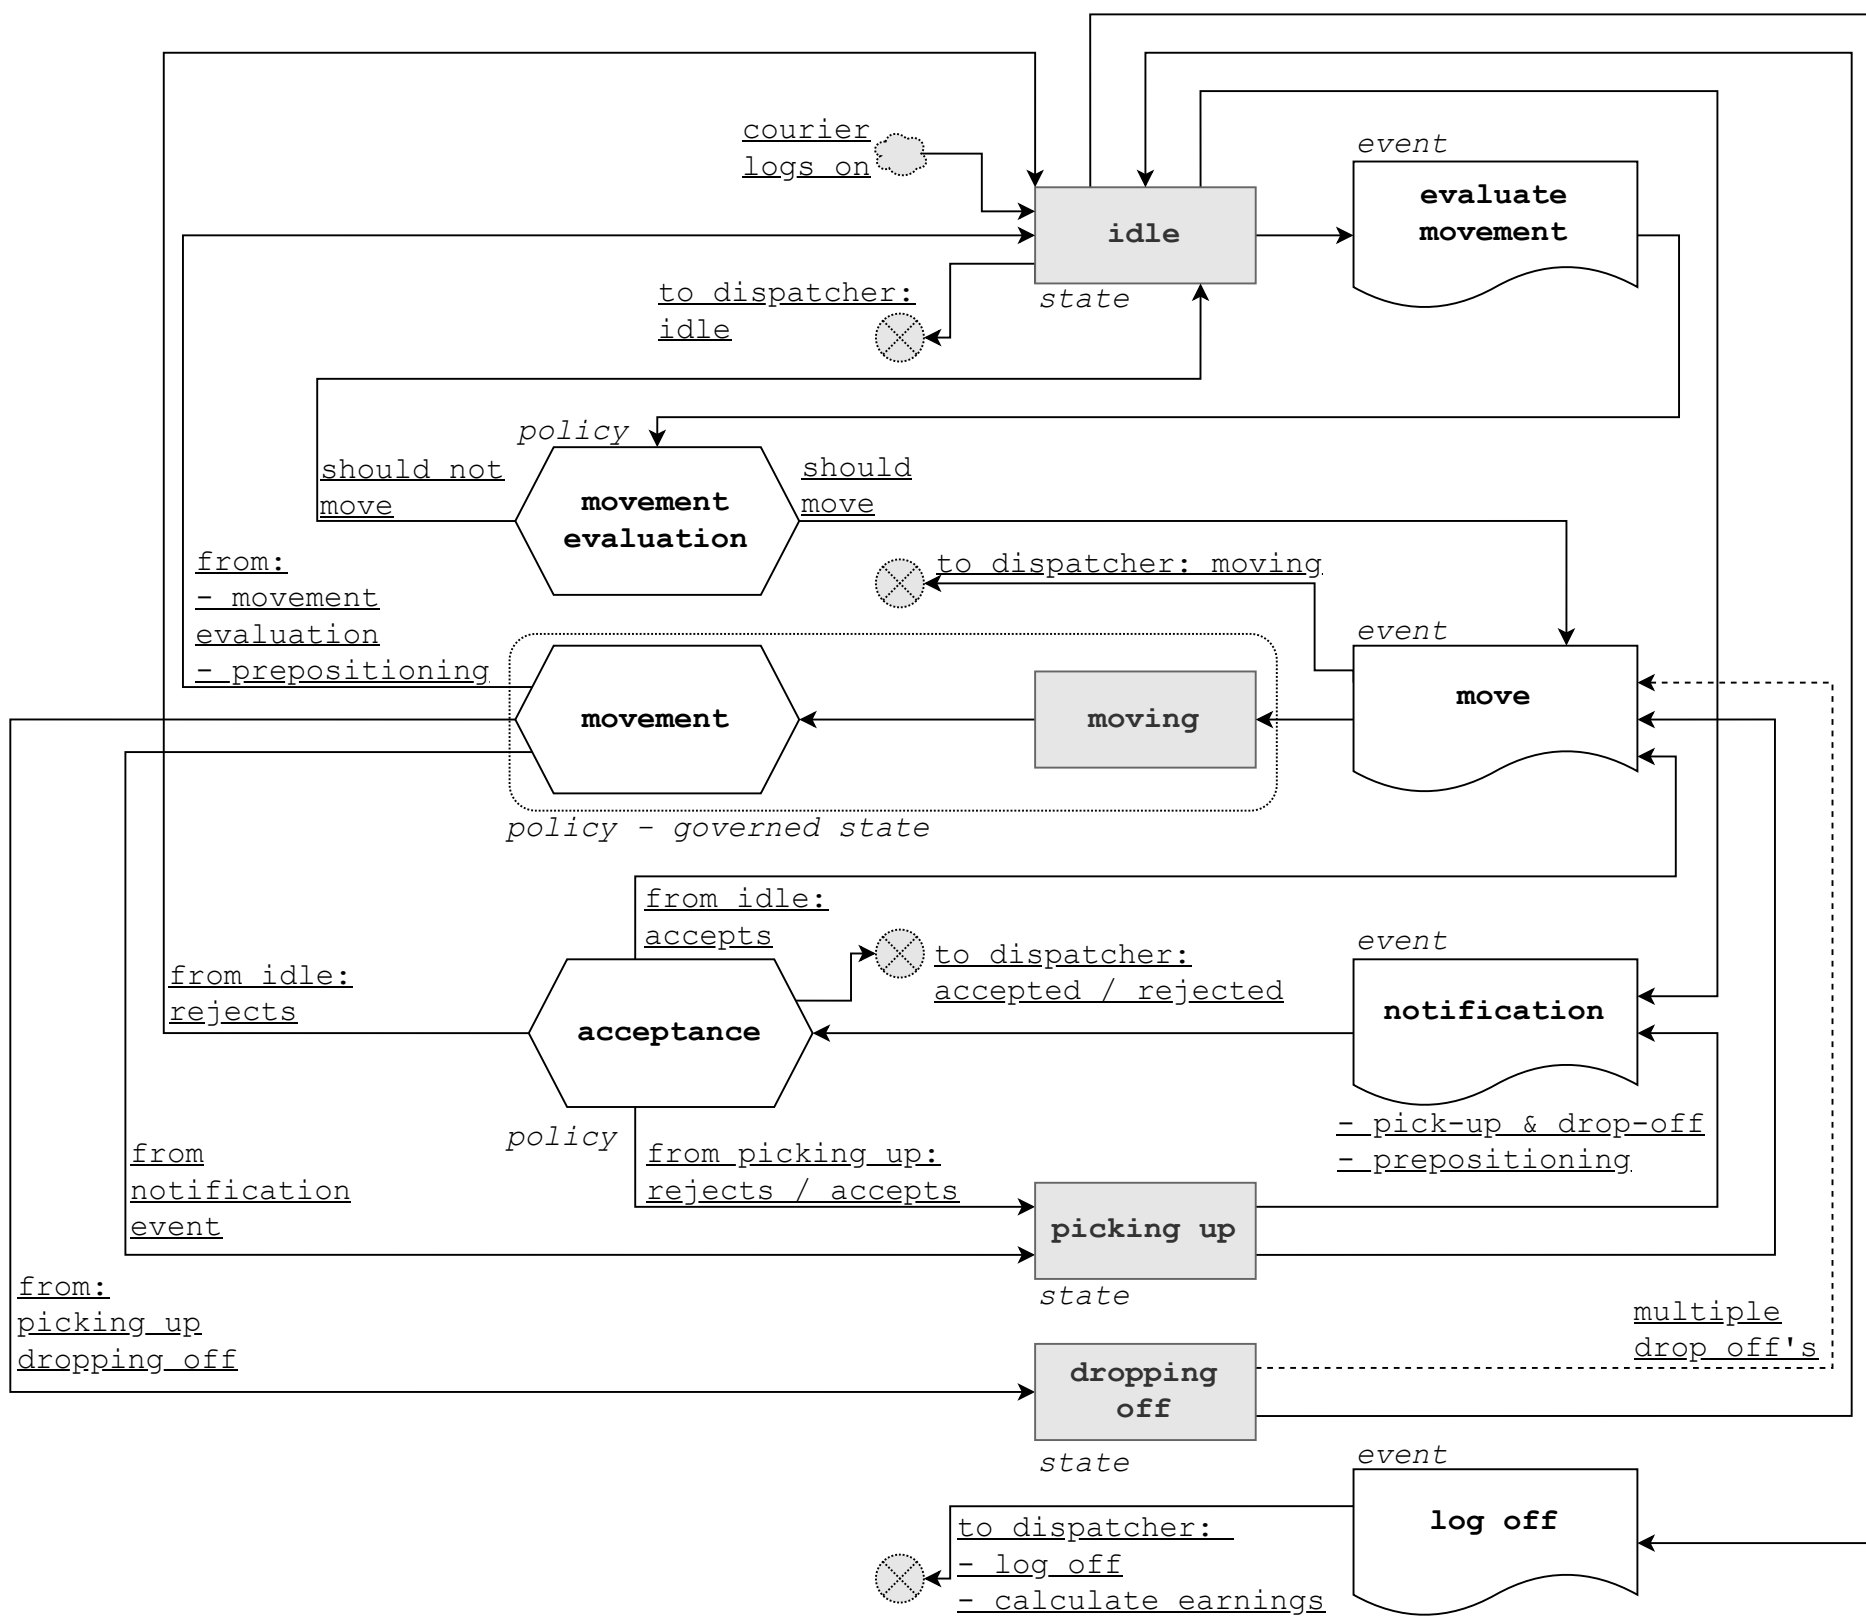 courier
logs on
event
evaluate
movement
idle
state
to dispatcher:
idle
policy
should not
move
movement
evaluation
should
move
from:
- movement
evaluation
- prepositioning
to dispatcher: moving
event
move
movement
moving
policy - governed state
from idle:
accepts
from idle:
rejects
to dispatcher:
accepted / rejected
event
notification
acceptance
policy
- pick-up & drop-off
- prepositioning
from
notification
event
from picking up:
rejects / accepts
picking up
state
from:
picking up
dropping off
multiple
drop off's
dropping
off
state
event
log off
to dispatcher:
- log off
- calculate earnings